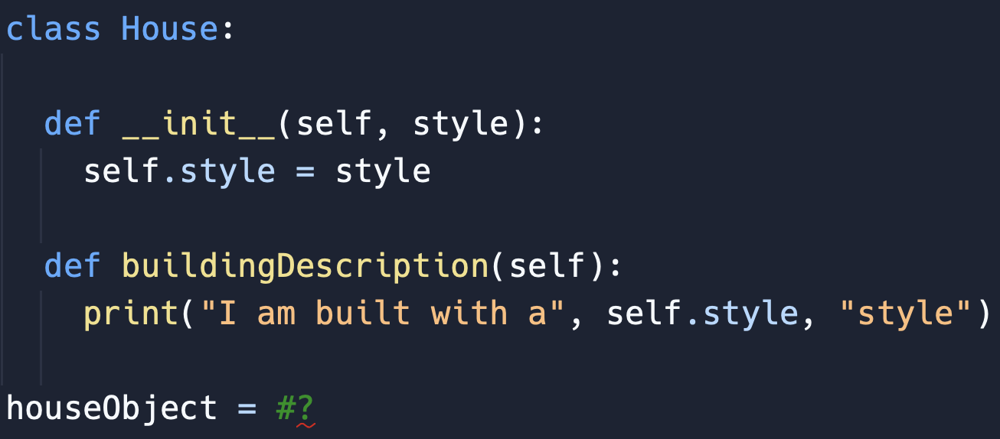 class House:
  def __init__(self, style):
    self.style = style
  def buildingDescription(self):
    print("I am built with a", self.style, "style")
houseObject = #?